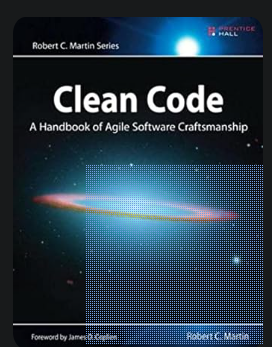 PRENTICE
HALL
Robert C. Martin Series
Clean Code
A Handbook of Agile Software Craftsmanship
Foreword by James O. Coplien
Robert C. Martin